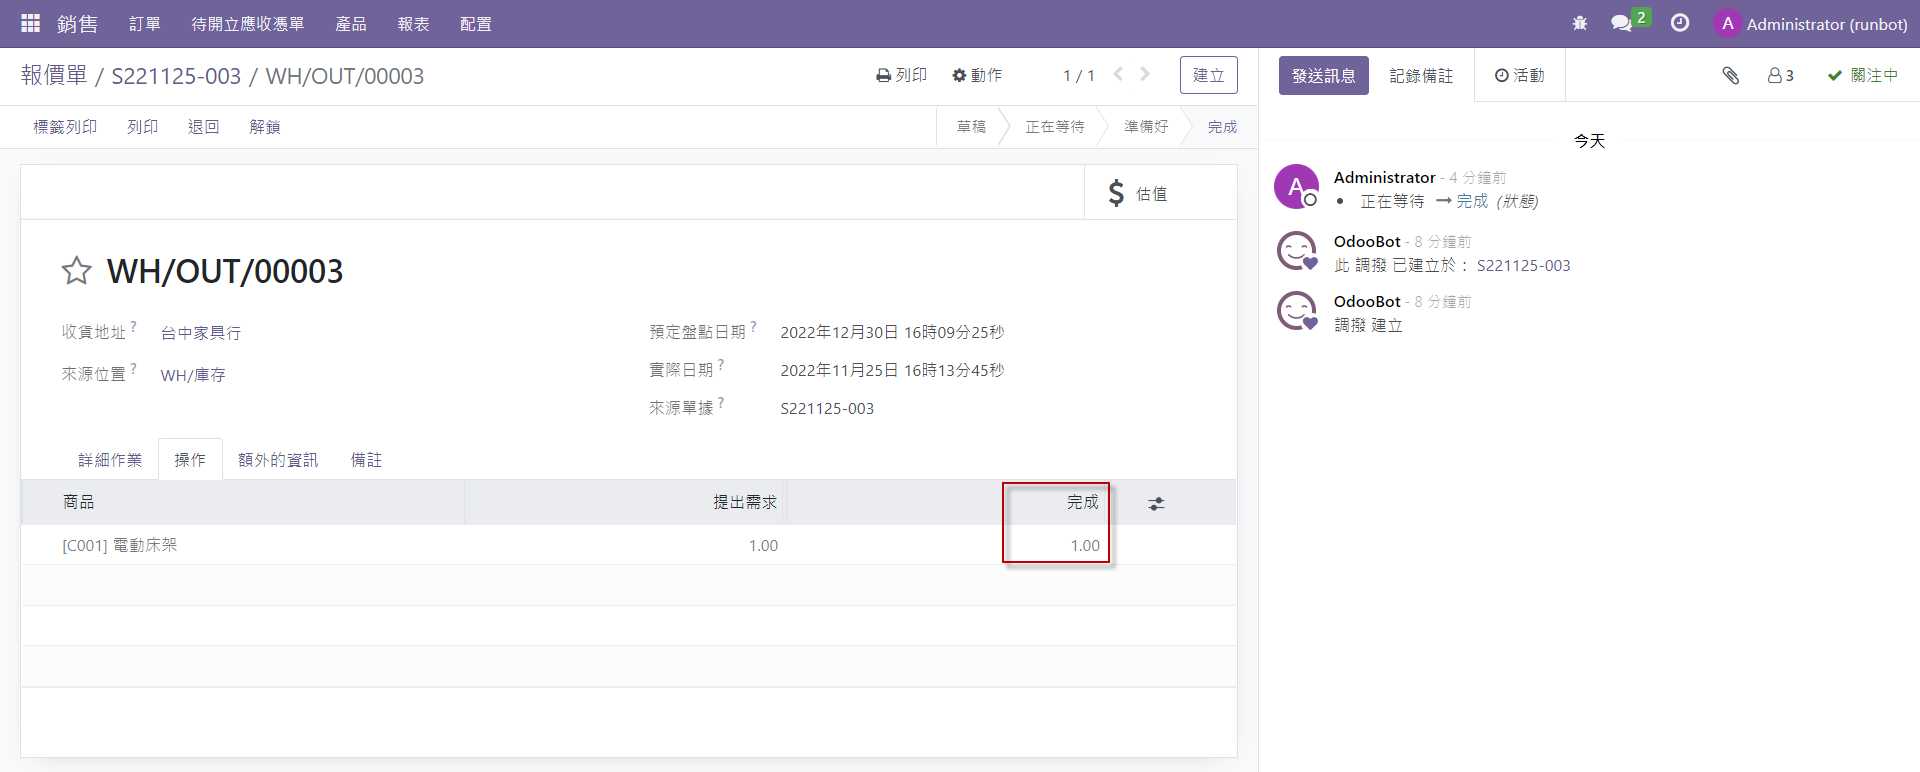 銷售 訂單 待開立應收憑單 產品 報表 配置 2 A Administrator (runbot)
報價單 / S221125-003 / WH/OUT/00003 列印 動作 1 / 1 建立
發送訊息 記錄備註 活動 3 關注中
標籤列印 列印 退回 解鎖 草稿 正在等待 準備好 完成
今天
$ 估值
WH/OUT/00003
收貨地址 ? 台中家具行
來源位置 ? WH/庫存
預定盤點日期 ? 2022年12月30日 16時09分25秒
實際日期 ? 2022年11月25日 16時13分45秒
來源單據 ? S221125-003
詳細作業 操作 額外的資訊 備註
商品 提出需求 完成
[C001] 電動床架 1.00 1.00
A
Administrator - 4 分鐘前
• 正在等待 → 完成 (狀態)
OdooBot - 8 分鐘前
此 調撥 已建立於： S221125-003
OdooBot - 8 分鐘前
調撥 建立